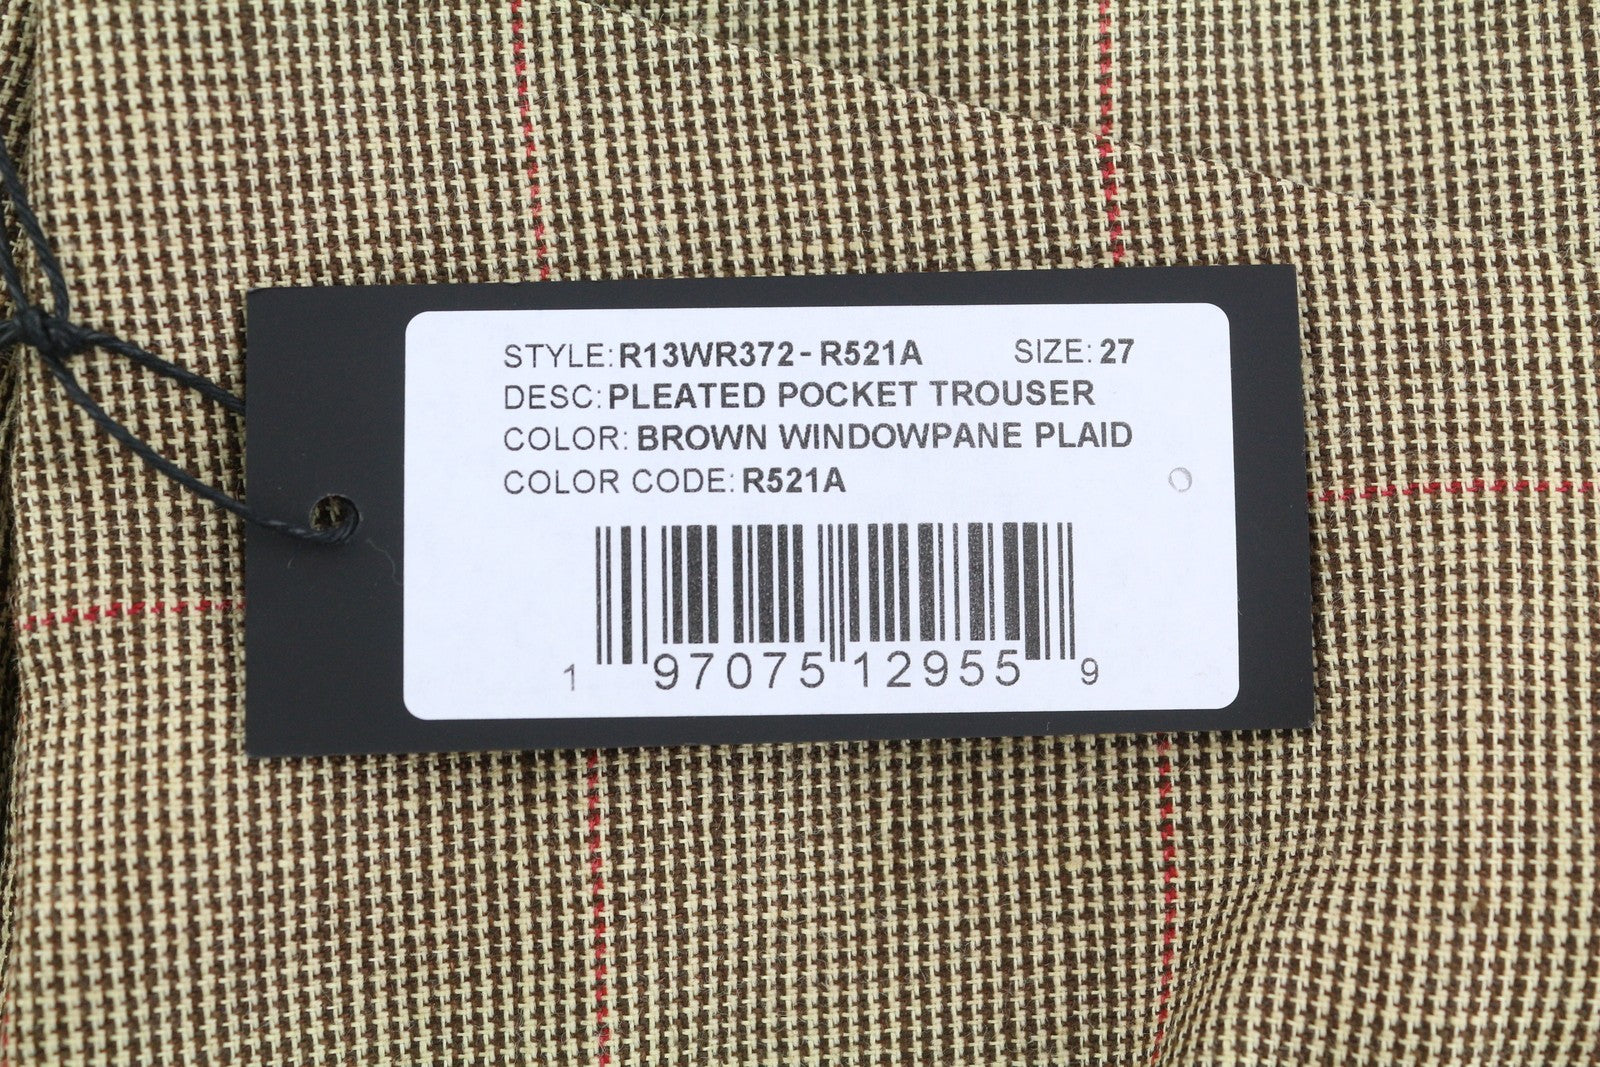 STYLE: R13WR372-R521A SIZE: 27
DESC: PLEATED POCKET TROUSER
COLOR: BROWN WINDOWPANE PLAID
COLOR CODE: R521A
1 97075 12955 9